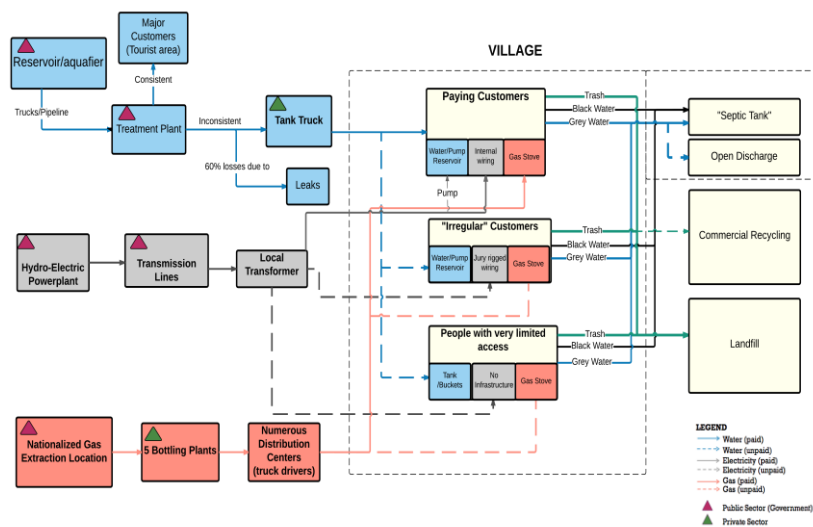 Major
Customers
(Tourist area)
Reservoir/aquafier
Consistent
Trucks/Pipeline
Treatment Plant
Inconsistent
Tank Truck
60% losses due to
Leaks
VILLAGE
Paying Customers
Water/Pump
Reservoir
Internal
wiring
Gas Stove
Trash
Black Water
Grey Water
"Septic Tank"
Open Discharge
Pump
"Irregular" Customers
Water/Pump
Reservoir
Jury rigged
wiring
Gas Stove
Trash
Black Water
Grey Water
Commercial Recycling
Hydro-Electric
Powerplant
Transmission
Lines
Local
Transformer
People with very limited
access
Tank
/Buckets
No
Infrastructure
Gas Stove
Trash
Black Water
Grey Water
Landfill
Nationalized Gas
Extraction Location
5 Bottling Plants
Numerous
Distribution
Centers
(truck drivers)
LEGEND
Water (paid)
Water (unpaid)
Electricity (paid)
Electricity (unpaid)
Gas (paid)
Gas (unpaid)
Public Sector (Government)
Private Sector